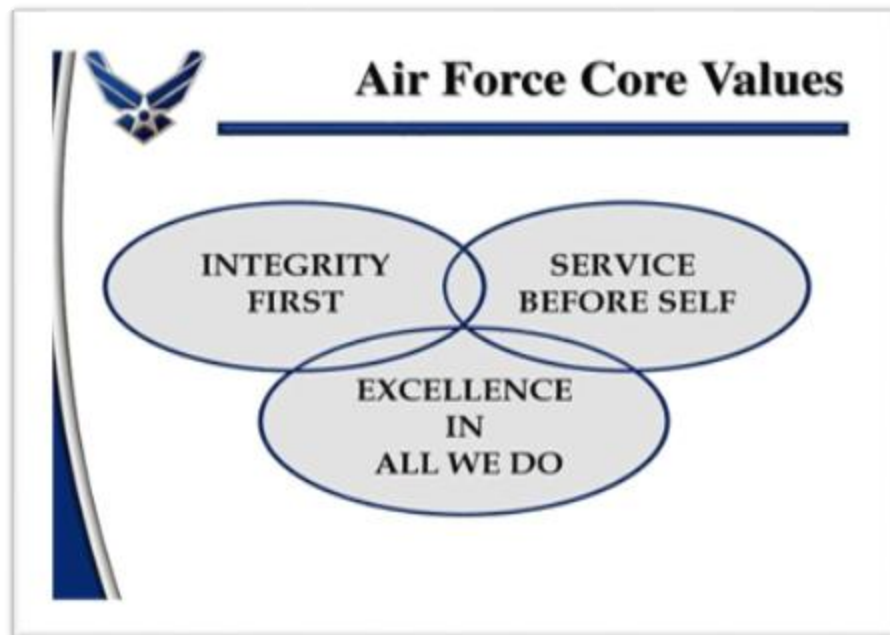 Air Force Core Values
INTEGRITY
FIRST
SERVICE
BEFORE SELF
EXCELLENCE
IN
ALL WE DO